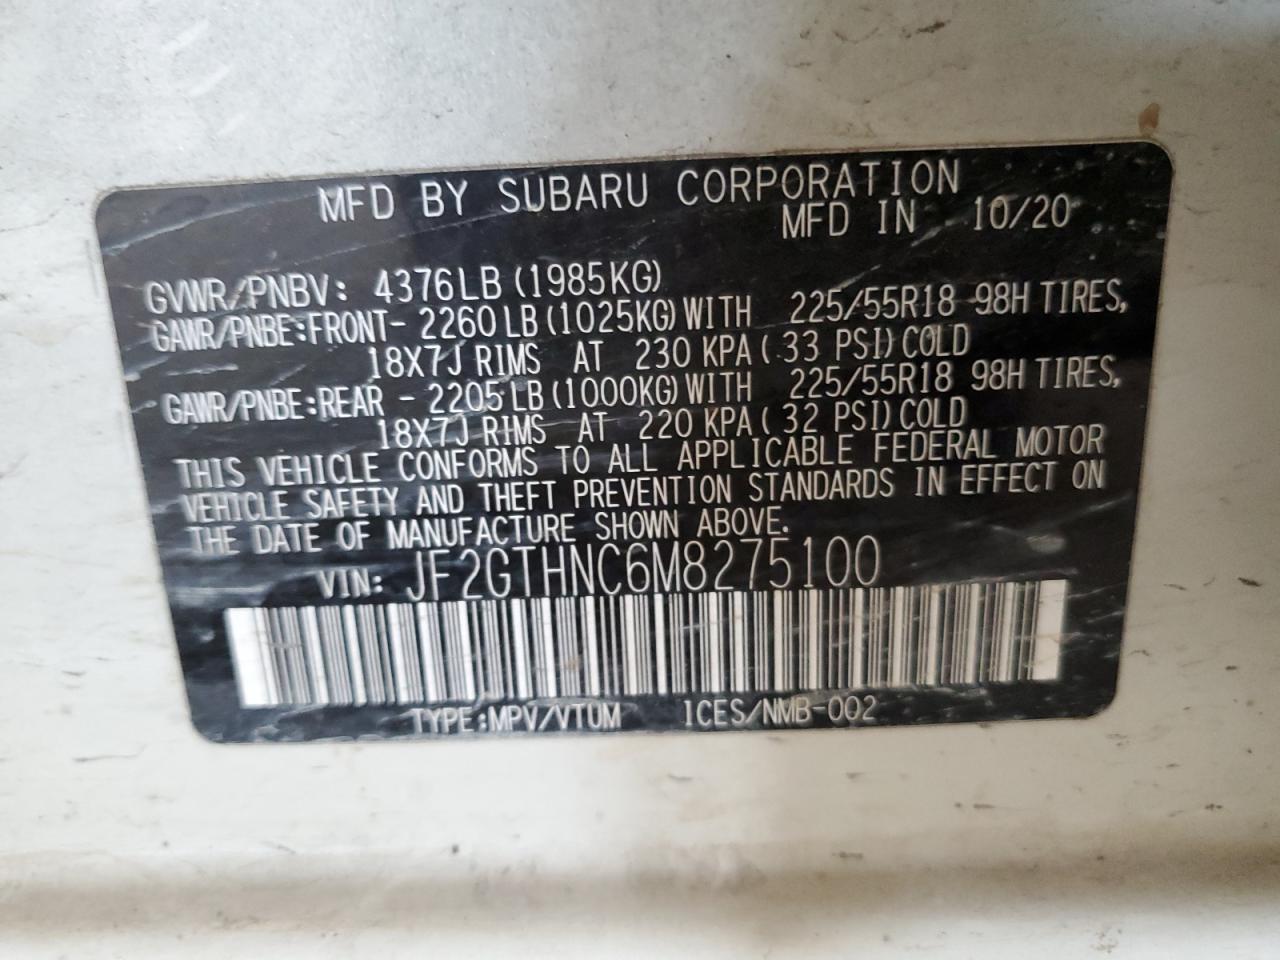 MFD BY SUBARU CORPORATION
MFD IN 10/20
GVWR/PNBV: 4376LB (1985KG)
GAWR/PNBE:FRONT- 2260LB (1025KG) WITH 225/55R18 98H TIRES,
18X7J RIMS AT 230 KPA ( 33 PSI) COLD
GAWR/PNBE:REAR - 2205LB (1000KG) WITH 225/55R18 98H TIRES,
18X7J RIMS AT 220 KPA ( 32 PSI) COLD
THIS VEHICLE CONFORMS TO ALL APPLICABLE FEDERAL MOTOR
VEHICLE SAFETY AND THEFT PREVENTION STANDARDS IN EFFECT ON
THE DATE OF MANUFACTURE SHOWN ABOVE.
VIN: JF2GTHNC6M8275100
TYPE:MPV/VTUM ICES/NMB-002